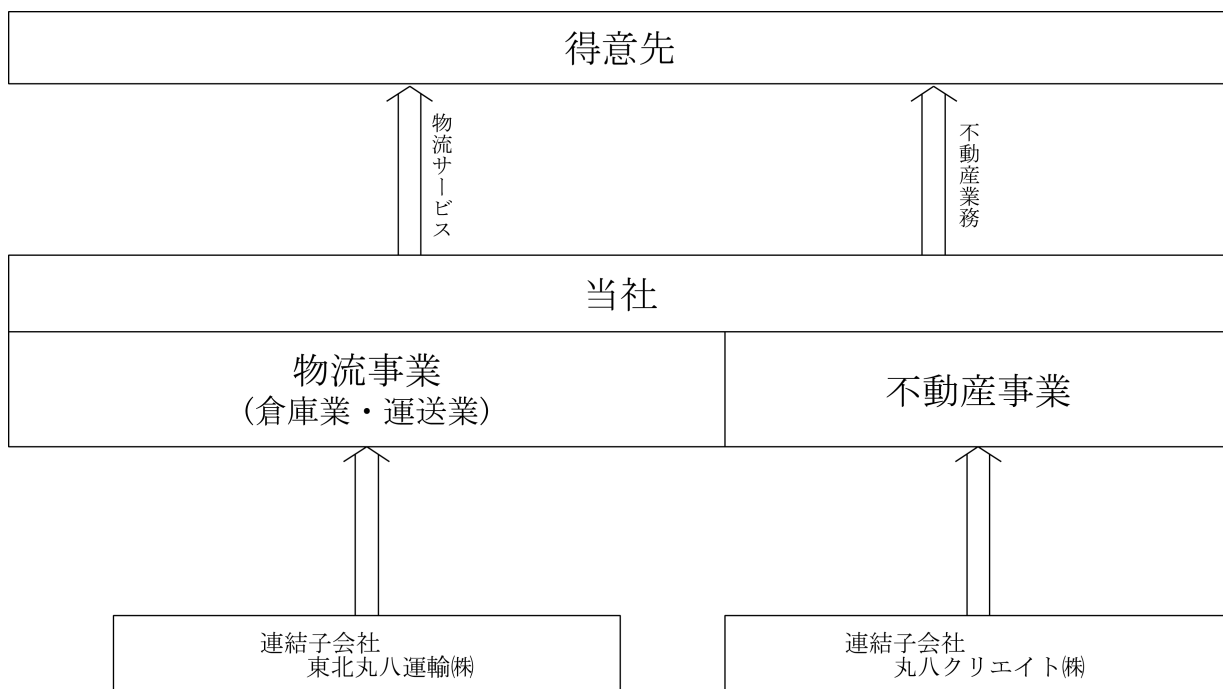 得意先
物流サービス
不動産業務
当社
物流事業
（倉庫業・運送業）
不動産事業
連結子会社
東北丸八運輸㈱
連結子会社
丸八クリエイト㈱